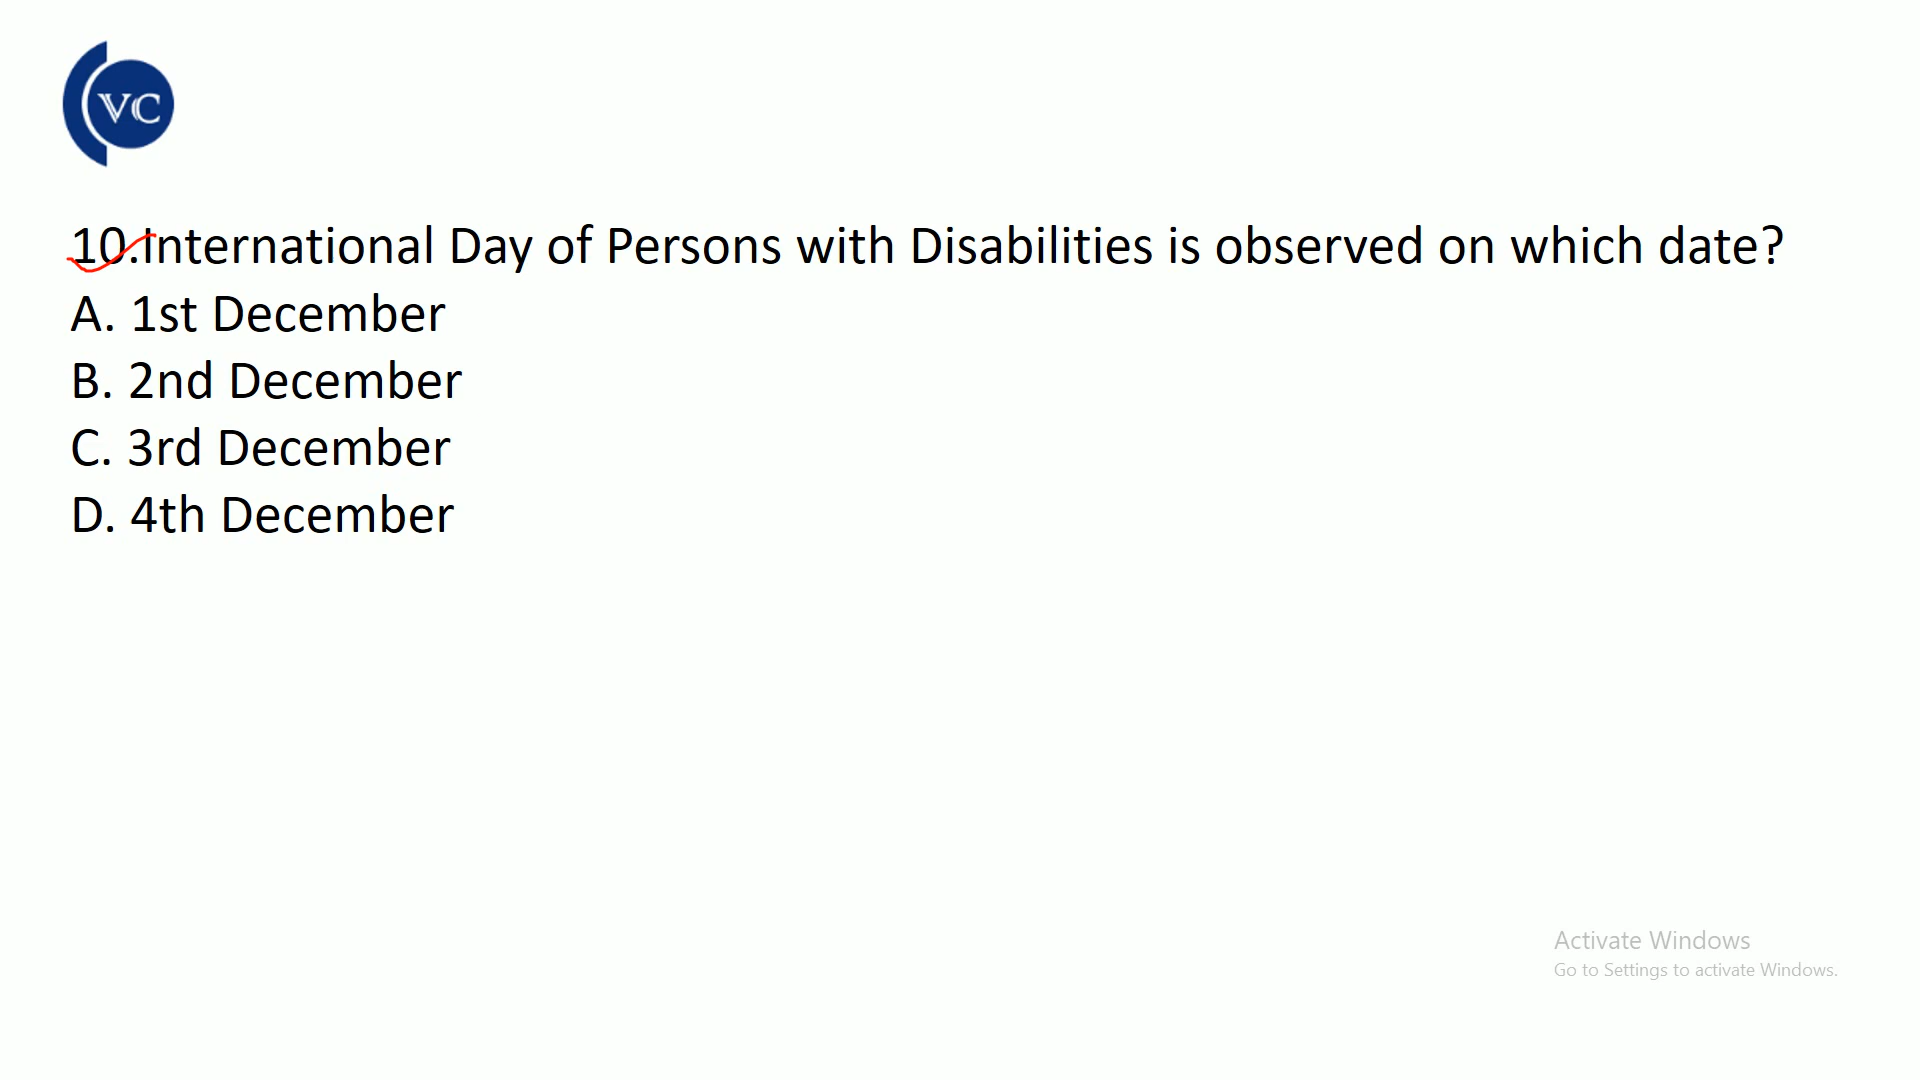 VC
10.International Day of Persons with Disabilities is observed on which date?
A. 1st December
B. 2nd December
C. 3rd December
D. 4th December
Activate Windows
Go to Settings to activate Windows.